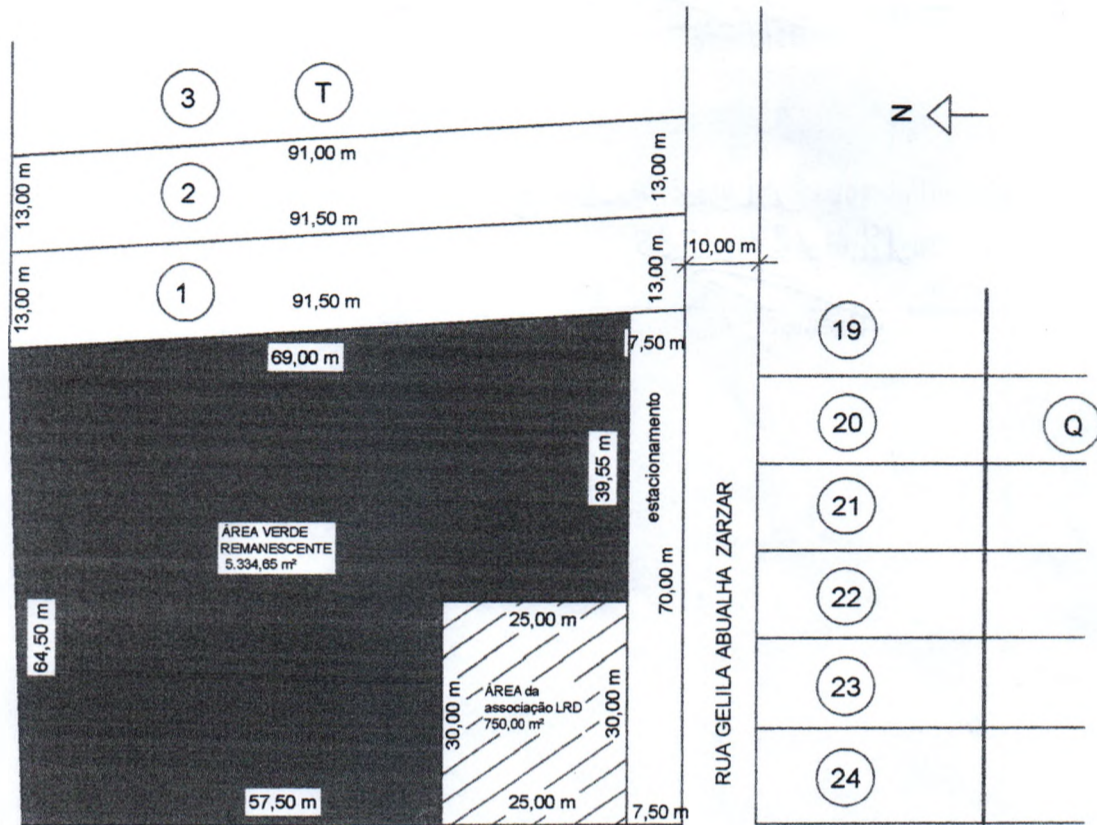 3
T
N
91,00 m
13,00 m
2
13,00 m
91,50 m
10,00 m
13,00 m
1
91,50 m
13,00 m
69,00 m
7,50 m
19
20
Q
39,55 m
estacionamento
21
ÁREA VERDE
REMANESCENTE
5.334,65 m²
70,00 m
RUA GELILA ABUALHA ZARZAR
22
64,50 m
25,00 m
30,00 m
ÁREA da
associação LRD
750,00 m²
30,00 m
23
24
57,50 m
25,00 m
7,50 m